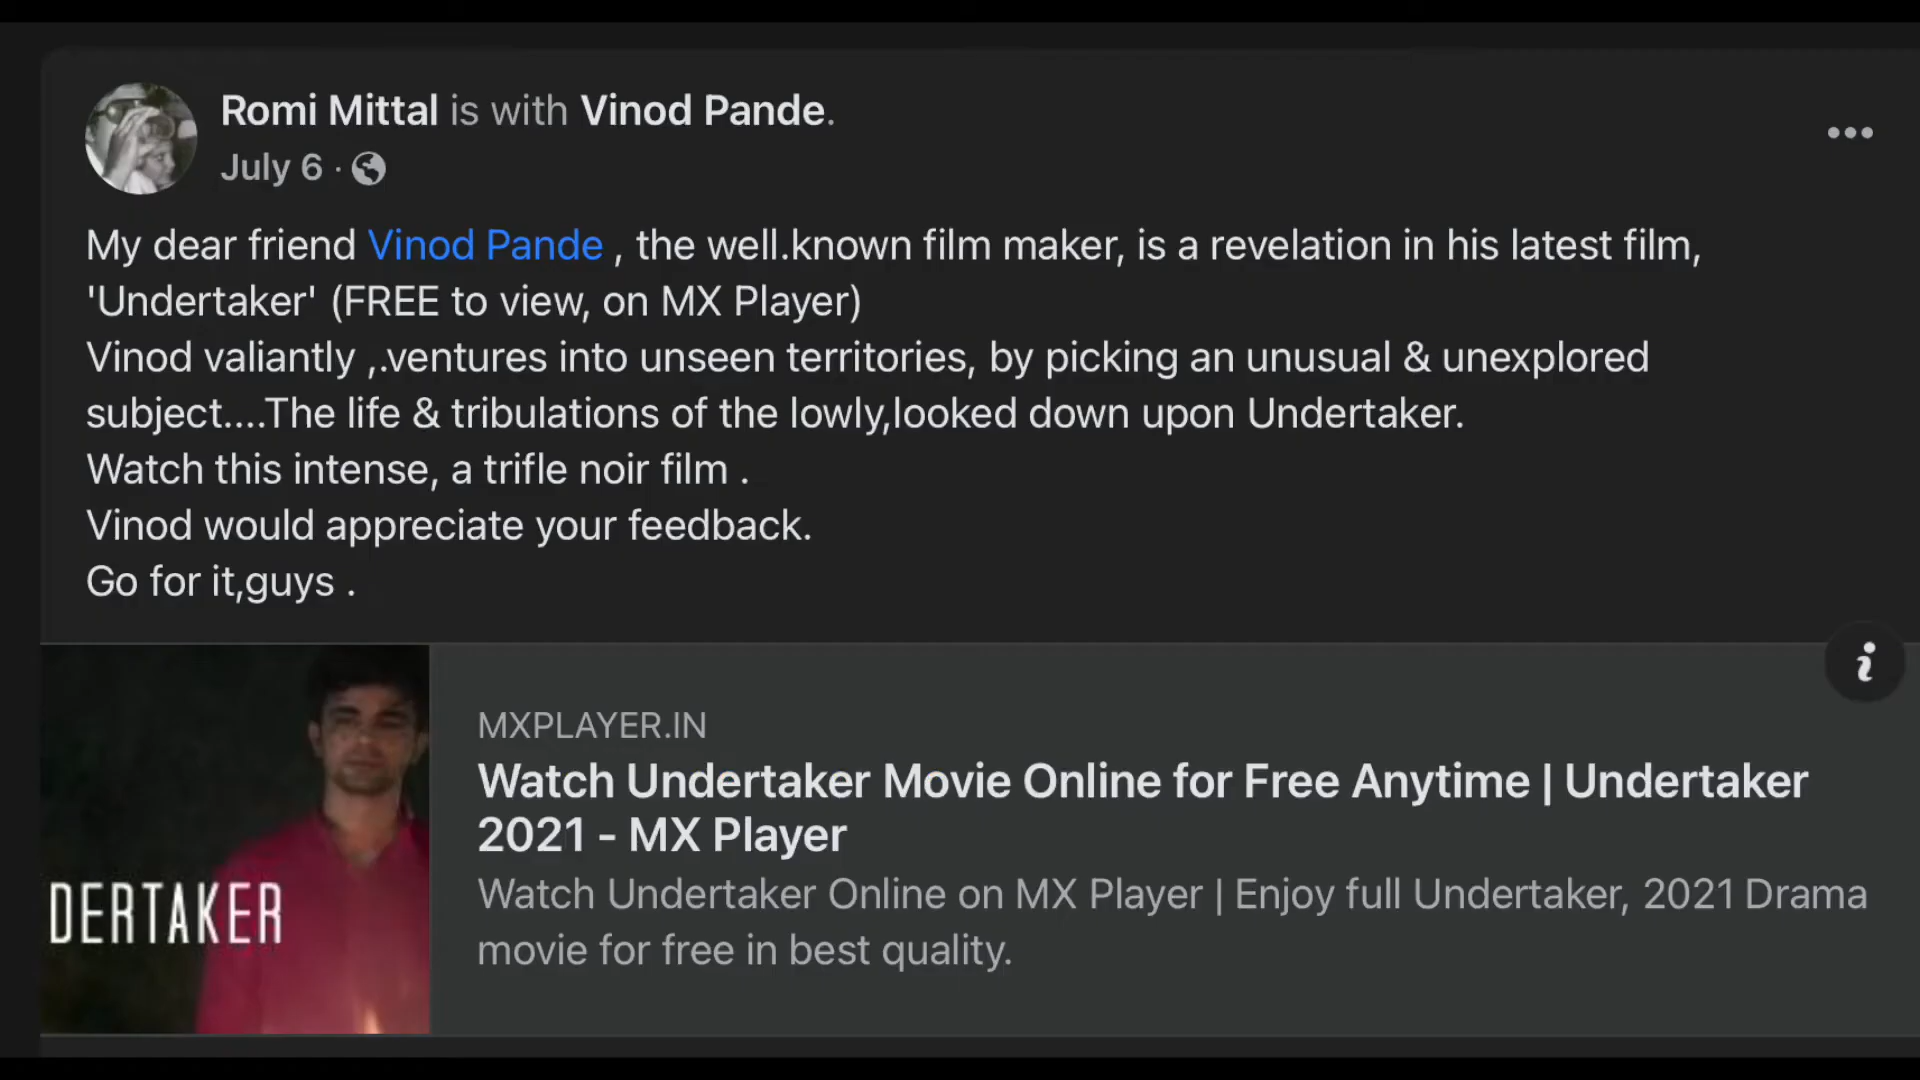 Romi Mittal is with Vinod Pande.
July 6 ·
My dear friend Vinod Pande , the well.known film maker, is a revelation in his latest film,
'Undertaker' (FREE to view, on MX Player)
Vinod valiantly ,.ventures into unseen territories, by picking an unusual & unexplored
subject....The life & tribulations of the lowly,looked down upon Undertaker.
Watch this intense, a trifle noir film .
Vinod would appreciate your feedback.
Go for it,guys .
MXPLAYER.IN
Watch Undertaker Movie Online for Free Anytime | Undertaker
2021 - MX Player
Watch Undertaker Online on MX Player | Enjoy full Undertaker, 2021 Drama
movie for free in best quality.
DERTAKER